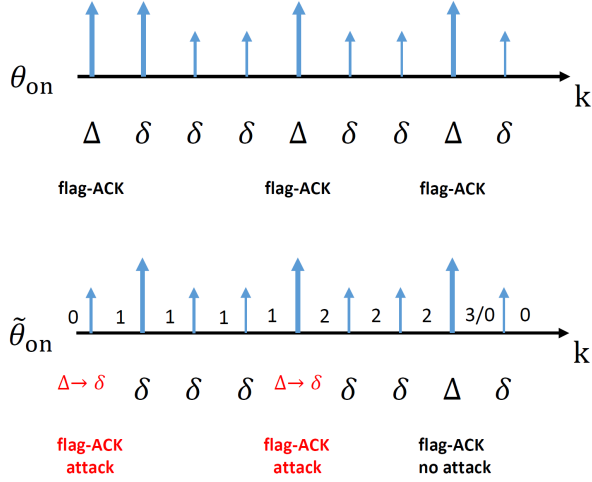 θon k
Δ δ δ δ Δ δ δ Δ δ
flag-ACK flag-ACK flag-ACK
0 1 1 1 1 2 2 2 3/0 0
θ̃on k
Δ→ δ δ δ δ Δ→ δ δ δ Δ δ
flag-ACK flag-ACK flag-ACK
attack attack no attack